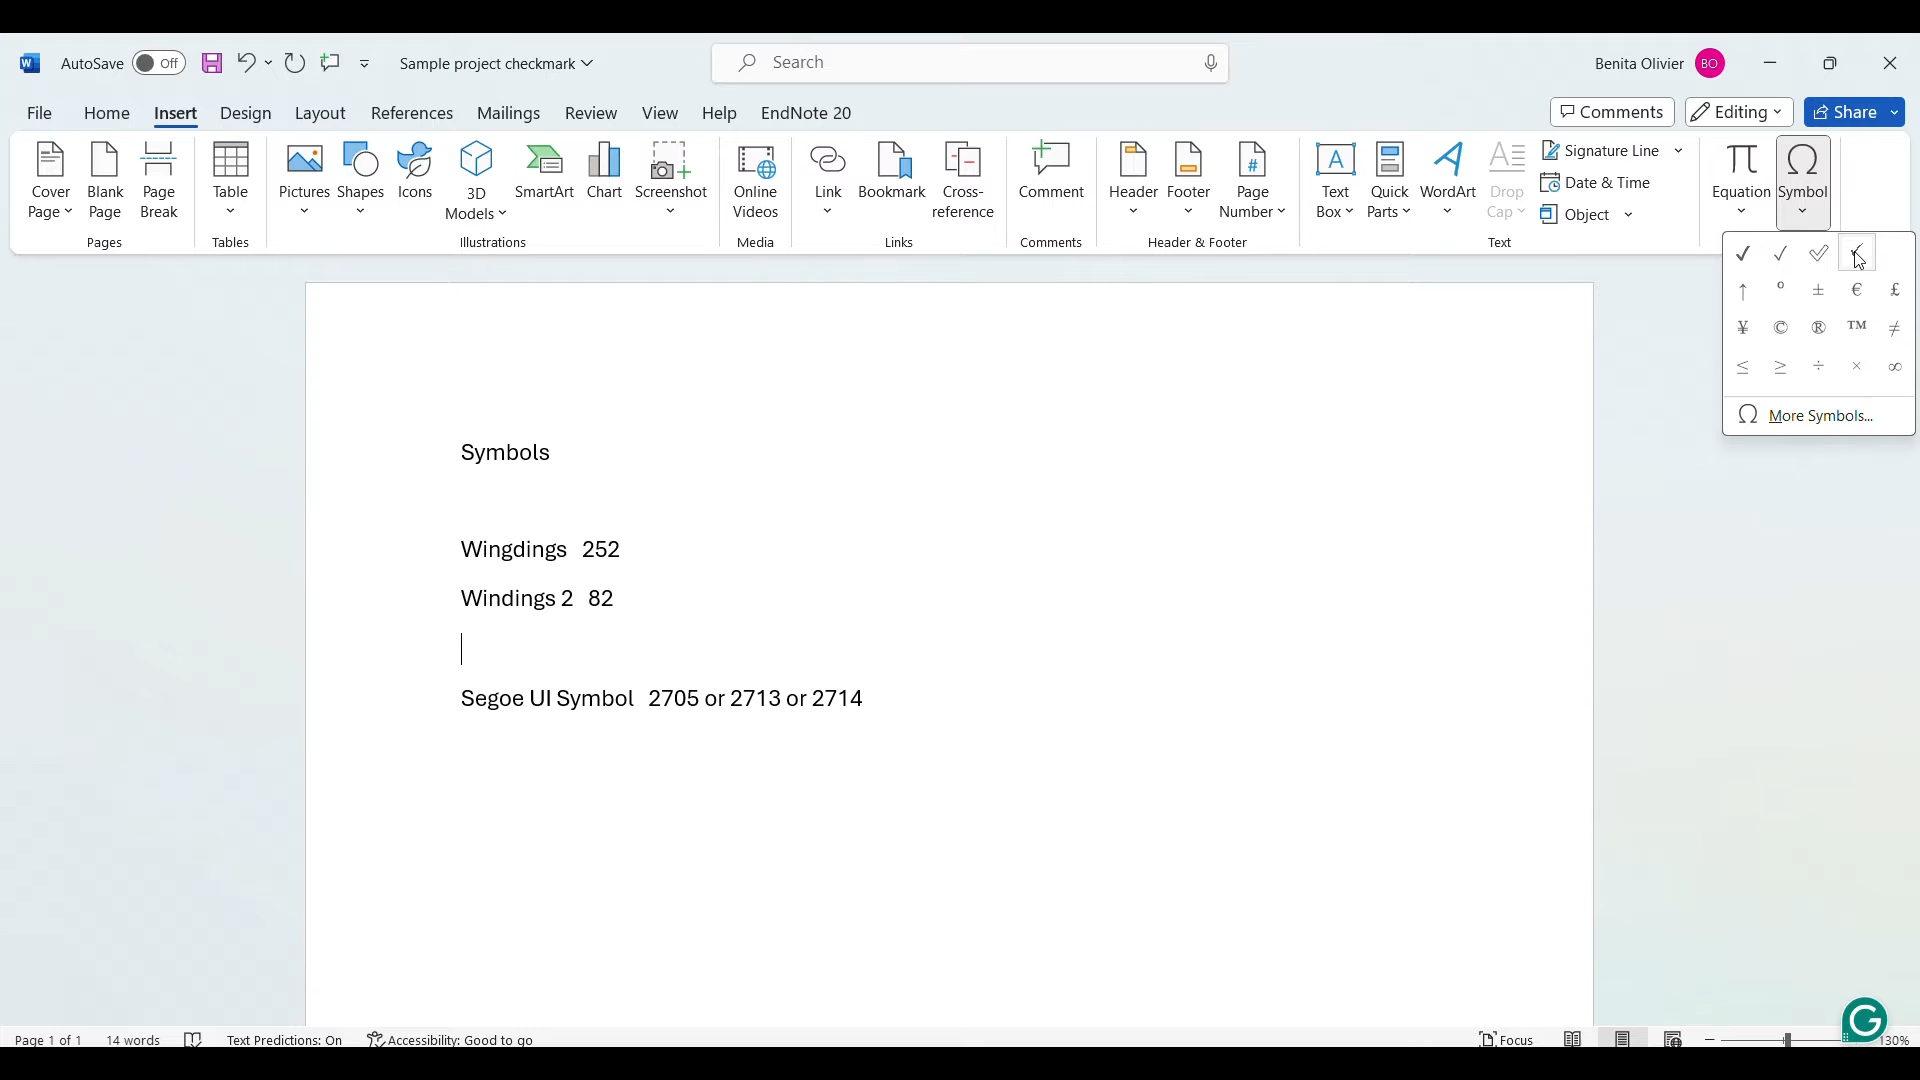 W AutoSave Off Sample project checkmark Search Benita Olivier BO
File Home Insert Design Layout References Mailings Review View Help EndNote 20 Comments Editing Share
Cover Page
Blank Page
Page Break
Pages
Table
Tables
Pictures
Shapes
Icons
3D Models
SmartArt
Chart
Screenshot
Illustrations
Online Videos
Media
Link
Bookmark
Cross-reference
Links
Comment
Comments
Header
Footer
Page Number
Header & Footer
Text Box
Quick Parts
WordArt
Drop Cap
Signature Line
Date & Time
Object
Text
π Equation
Ω Symbol
✔ ✓ ✓
↑ º ± € £
¥ © ® ™ ≠
≤ ≥ ÷ × ∞
Ω More Symbols...
Symbols
Wingdings 252
Windings 2 82
Segoe UI Symbol 2705 or 2713 or 2714
Page 1 of 1 14 words Text Predictions: On Accessibility: Good to go Focus 130%